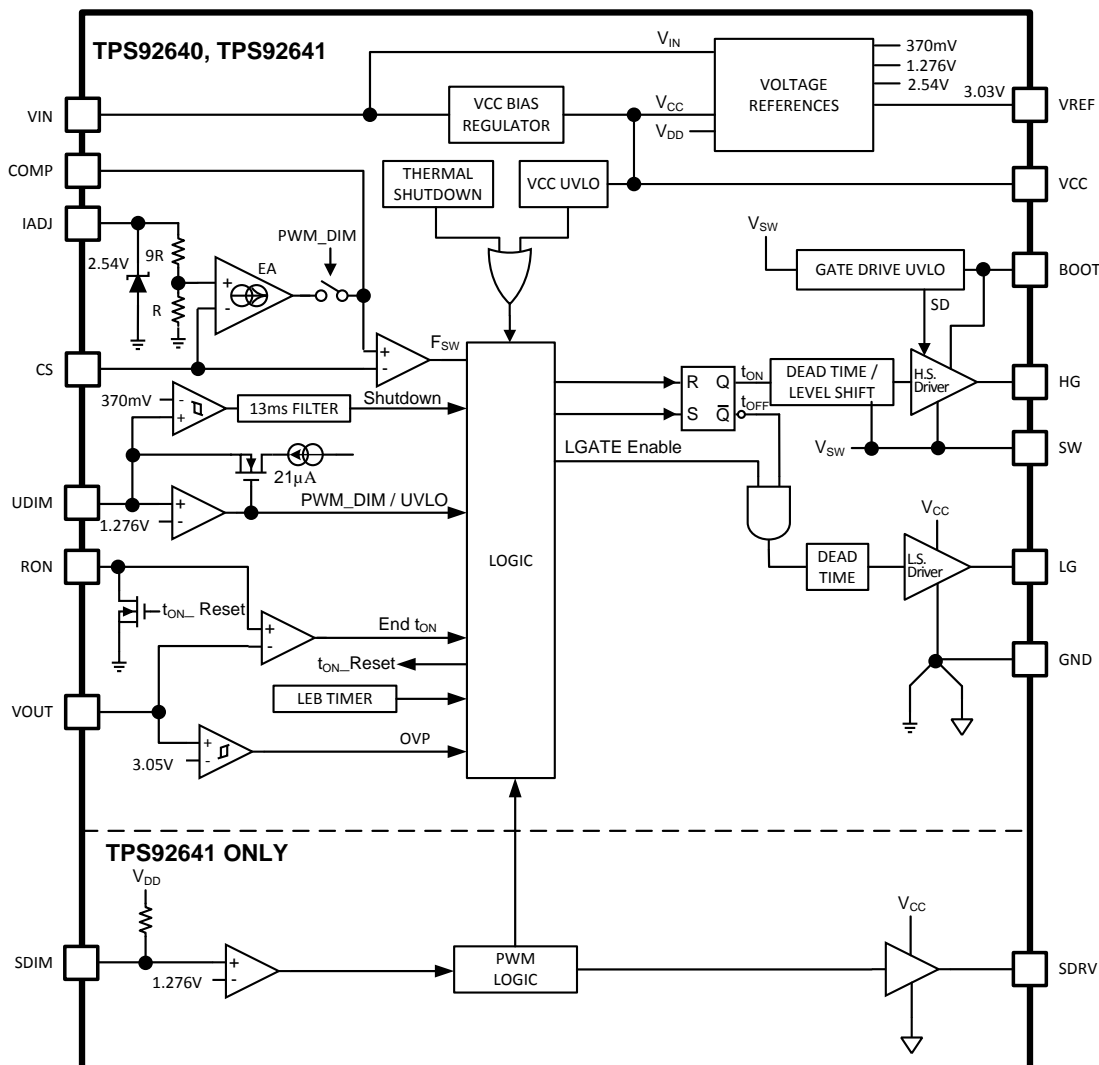 TPS92640, TPS92641
VIN
COMP
IADJ
CS
UDIM
RON
VOUT
SDIM
VREF
VCC
BOOT
HG
SW
LG
GND
SDRV
VIN
VCC BIAS
REGULATOR
VCC
VDD
VOLTAGE
REFERENCES
370mV
1.276V
2.54V
3.03V
THERMAL
SHUTDOWN
VCC UVLO
2.54V
9R
R
+
-
EA
PWM_DIM
VSW
GATE DRIVE UVLO
SD
+
-
FSW
370mV
-
+
13ms FILTER
Shutdown
21µA
1.276V
+
-
PWM_DIM / UVLO
LOGIC
R Q
S Q
tON
tOFF
DEAD TIME /
LEVEL SHIFT
H.S.
Driver
VSW
LGATE Enable
VCC
DEAD
TIME
L.S.
Driver
tON_ Reset
+
-
End tON
tON_Reset
LEB TIMER
3.05V
+
-
OVP
TPS92641 ONLY
VDD
1.276V
+
-
PWM
LOGIC
VCC